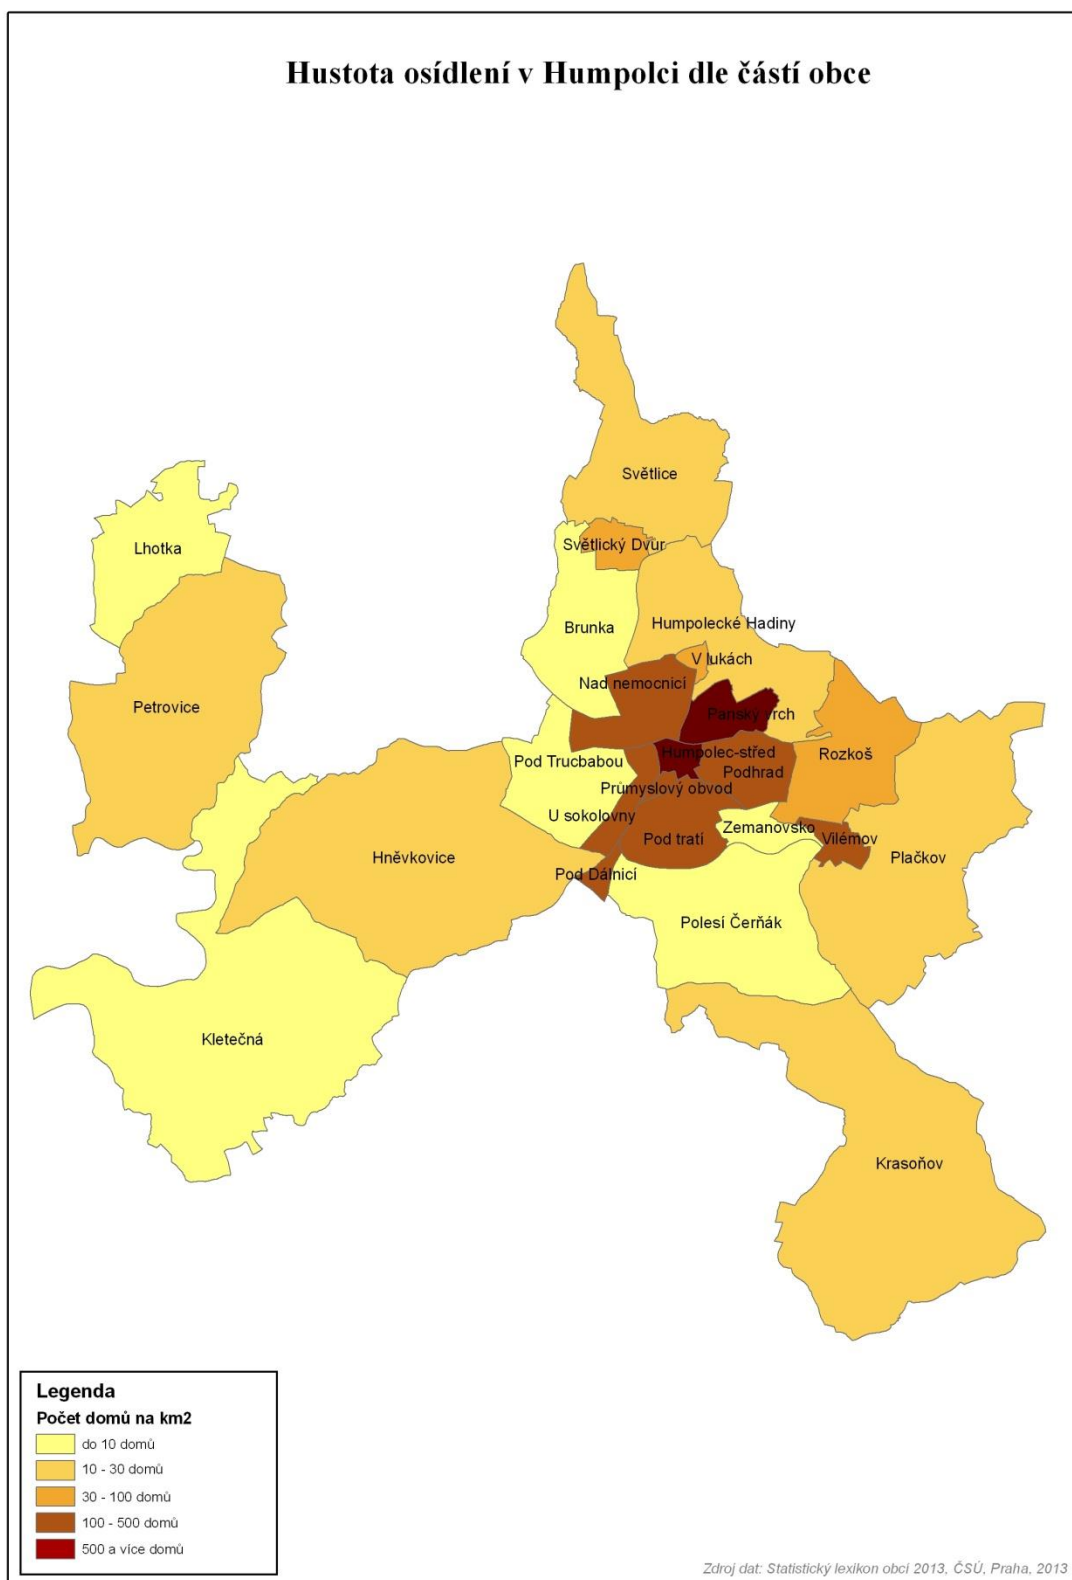 Hustota osídlení v Humpolci dle částí obce
Světlice
Lhotka
Světlický Dvůr
Humpolecké Hadiny
Brunka
V lukách
Nad nemocnicí
Petrovice
Panský vrch
Humpolec-střed
Rozkoš
Pod Trucbabou
Podhrad
Průmyslový obvod
U sokolovny
Zemanovsko
Pod tratí
Vilémov
Hněvkovice
Plačkov
Pod Dálnicí
Polesí Čerňák
Kletečná
Krasoňov
Legenda
Počet domů na km2
do 10 domů
10 - 30 domů
30 - 100 domů
100 - 500 domů
500 a více domů
Zdroj dat: Statistický lexikon obcí 2013, ČSÚ, Praha, 2013